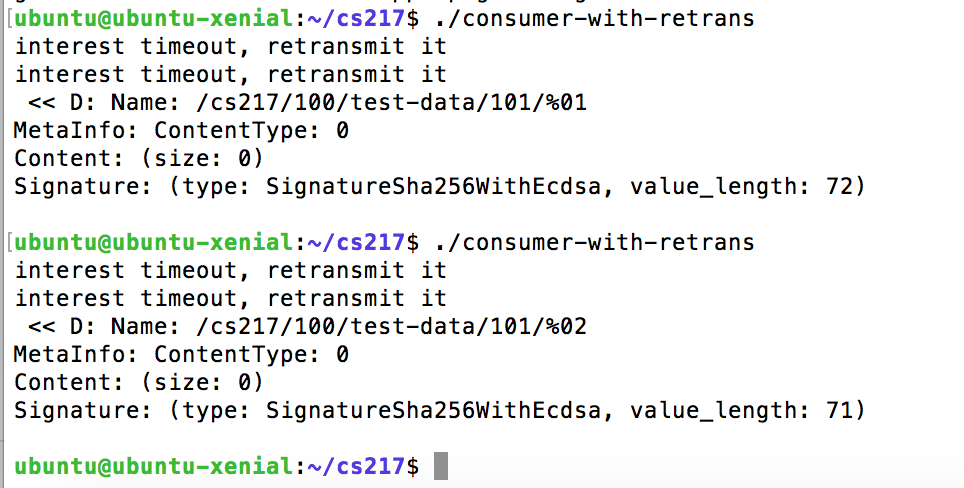 [ubuntu@ubuntu-xenial:~/cs217$ ./consumer-with-retrans
interest timeout, retransmit it
interest timeout, retransmit it
 << D: Name: /cs217/100/test-data/101/%01
MetaInfo: ContentType: 0
Content: (size: 0)
Signature: (type: SignatureSha256WithEcdsa, value_length: 72)

[ubuntu@ubuntu-xenial:~/cs217$ ./consumer-with-retrans
interest timeout, retransmit it
interest timeout, retransmit it
 << D: Name: /cs217/100/test-data/101/%02
MetaInfo: ContentType: 0
Content: (size: 0)
Signature: (type: SignatureSha256WithEcdsa, value_length: 71)

ubuntu@ubuntu-xenial:~/cs217$